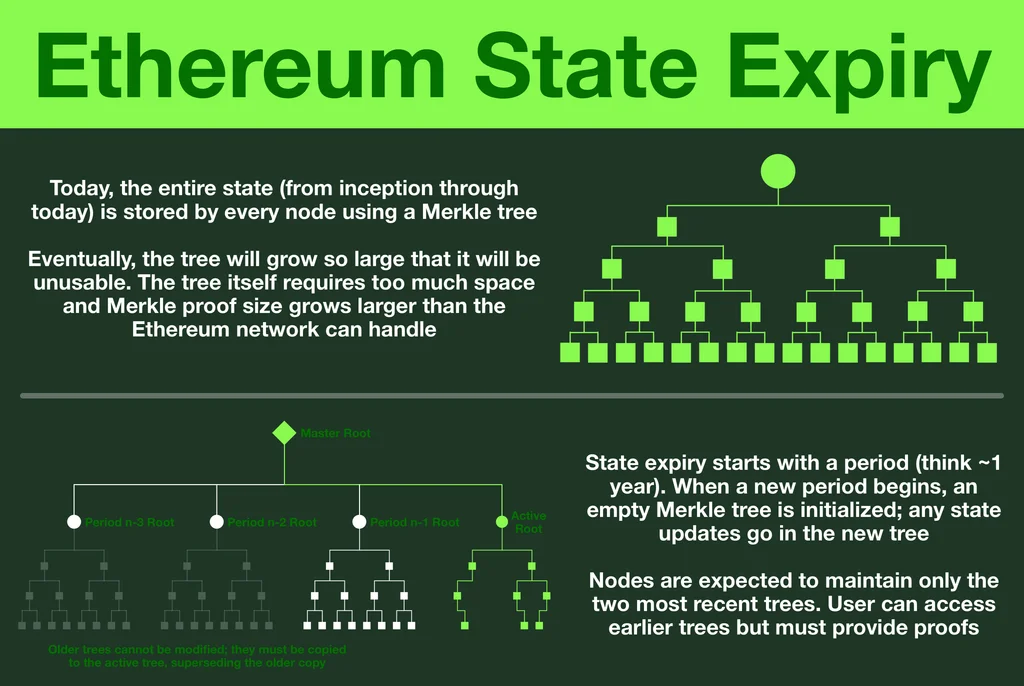 Ethereum State Expiry
Today, the entire state (from inception through
today) is stored by every node using a Merkle tree
Eventually, the tree will grow so large that it will be
unusable. The tree itself requires too much space
and Merkle proof size grows larger than the
Ethereum network can handle
Master Root
Period n-3 Root
Period n-2 Root
Period n-1 Root
Active
Root
Older trees cannot be modified; they must be copied
to the active tree, superseding the older copy
State expiry starts with a period (think ~1
year). When a new period begins, an
empty Merkle tree is initialized; any state
updates go in the new tree
Nodes are expected to maintain only the
two most recent trees. User can access
earlier trees but must provide proofs